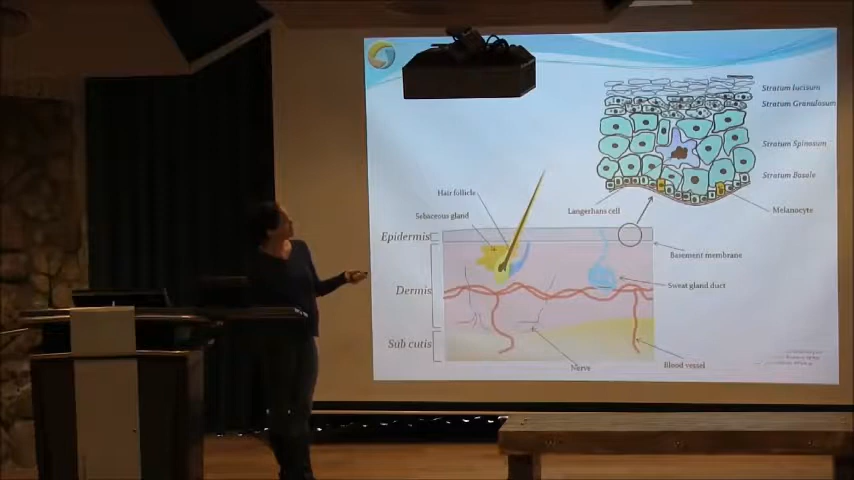 Stratum lucisum
Stratum Granulosum
Stratum Spinosum
Stratum Basale
Hair follicle
Sebaceous gland
Langerhans cell
Melanocyte
Epidermis
Basement membrane
Dermis
Sweat gland duct
Sub cutis
Nerve
Blood vessel